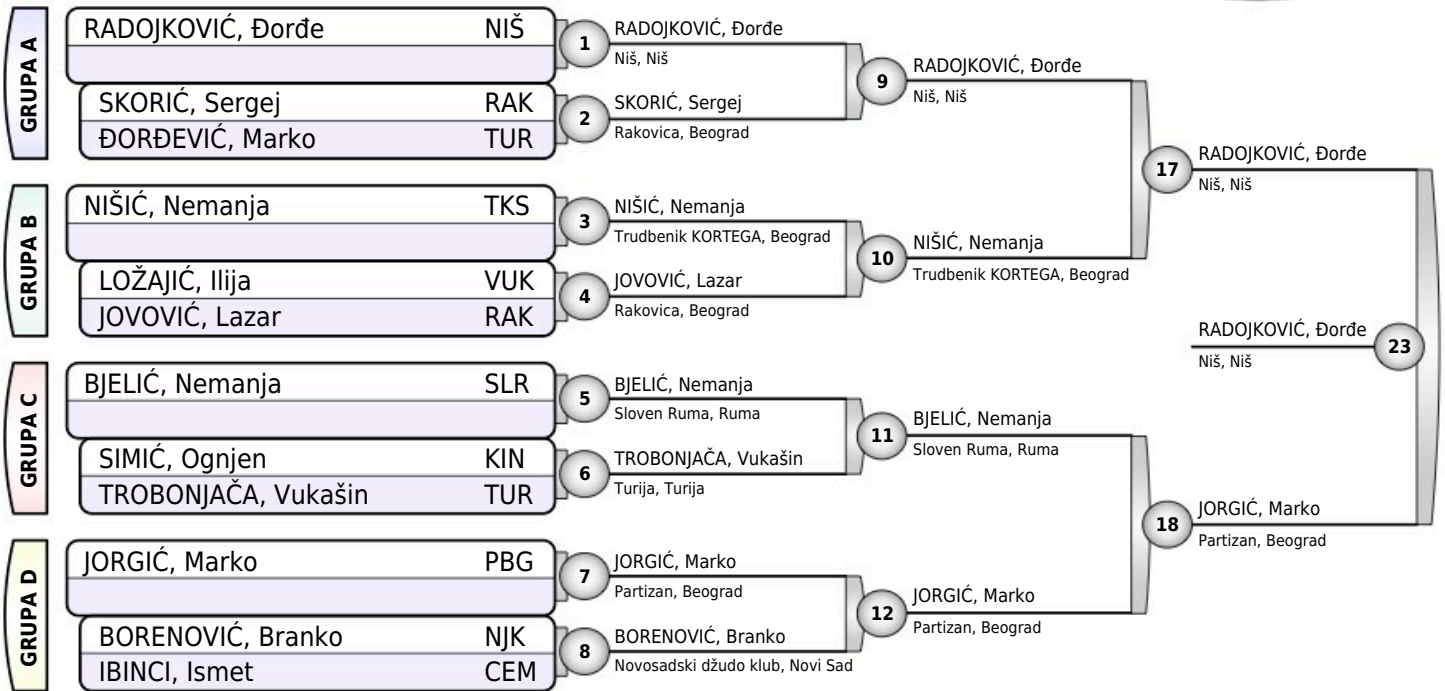 GRUPA A
RADOJKOVIĆ, Đorđe NIŠ
SKORIĆ, Sergej RAK
ĐORĐEVIĆ, Marko TUR
GRUPA B
NIŠIĆ, Nemanja TKS
LOŽAJIĆ, Ilija VUK
JOVOVIĆ, Lazar RAK
GRUPA C
BJELIĆ, Nemanja SLR
SIMIĆ, Ognjen KIN
TROBONJAČA, Vukašin TUR
GRUPA D
JORGIĆ, Marko PBG
BORENOVIĆ, Branko NJK
IBINCI, Ismet CEM
1
RADOJKOVIĆ, Đorđe
Niš, Niš
2
SKORIĆ, Sergej
Rakovica, Beograd
3
NIŠIĆ, Nemanja
Trudbenik KORTEGA, Beograd
4
JOVOVIĆ, Lazar
Rakovica, Beograd
5
BJELIĆ, Nemanja
Sloven Ruma, Ruma
6
TROBONJAČA, Vukašin
Turija, Turija
7
JORGIĆ, Marko
Partizan, Beograd
8
BORENOVIĆ, Branko
Novosadski džudo klub, Novi Sad
9
RADOJKOVIĆ, Đorđe
Niš, Niš
10
NIŠIĆ, Nemanja
Trudbenik KORTEGA, Beograd
11
BJELIĆ, Nemanja
Sloven Ruma, Ruma
12
JORGIĆ, Marko
Partizan, Beograd
17
RADOJKOVIĆ, Đorđe
Niš, Niš
18
JORGIĆ, Marko
Partizan, Beograd
RADOJKOVIĆ, Đorđe
Niš, Niš
23